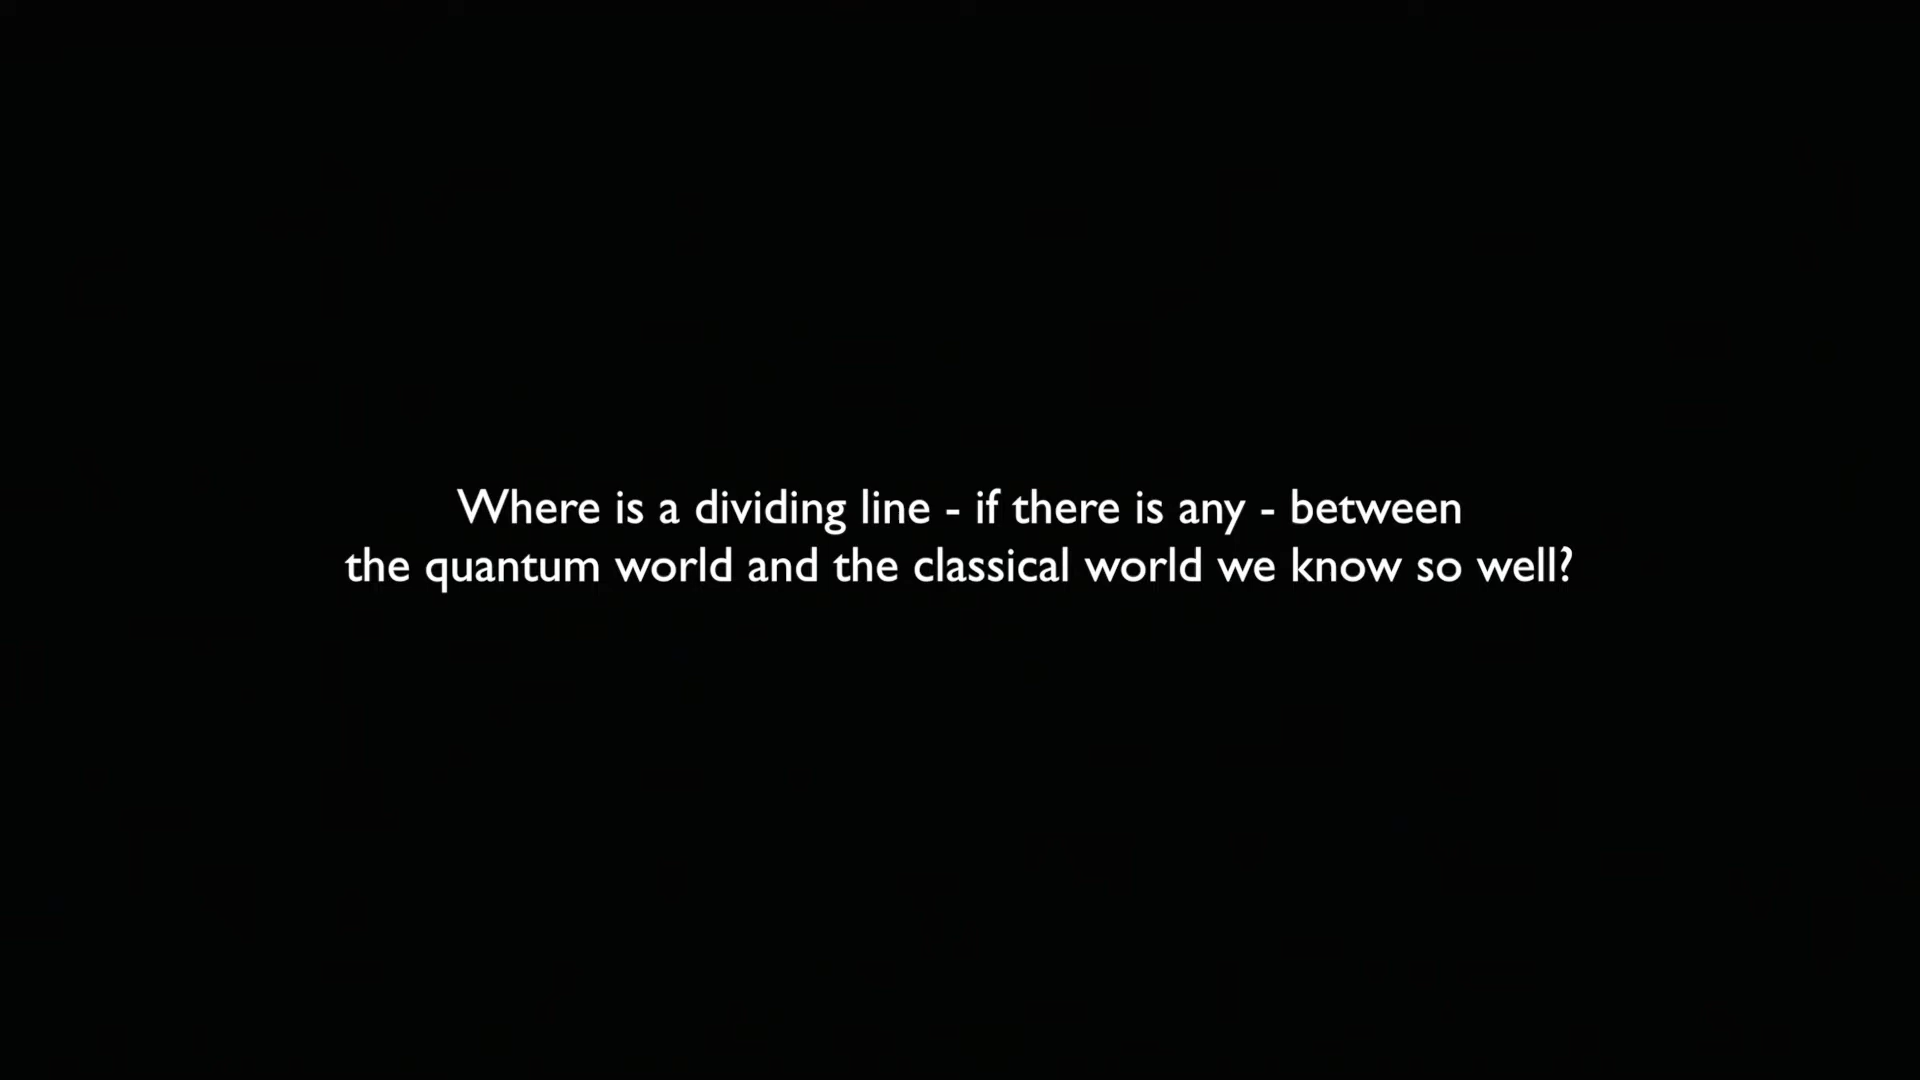 Where is a dividing line - if there is any - between
the quantum world and the classical world we know so well?